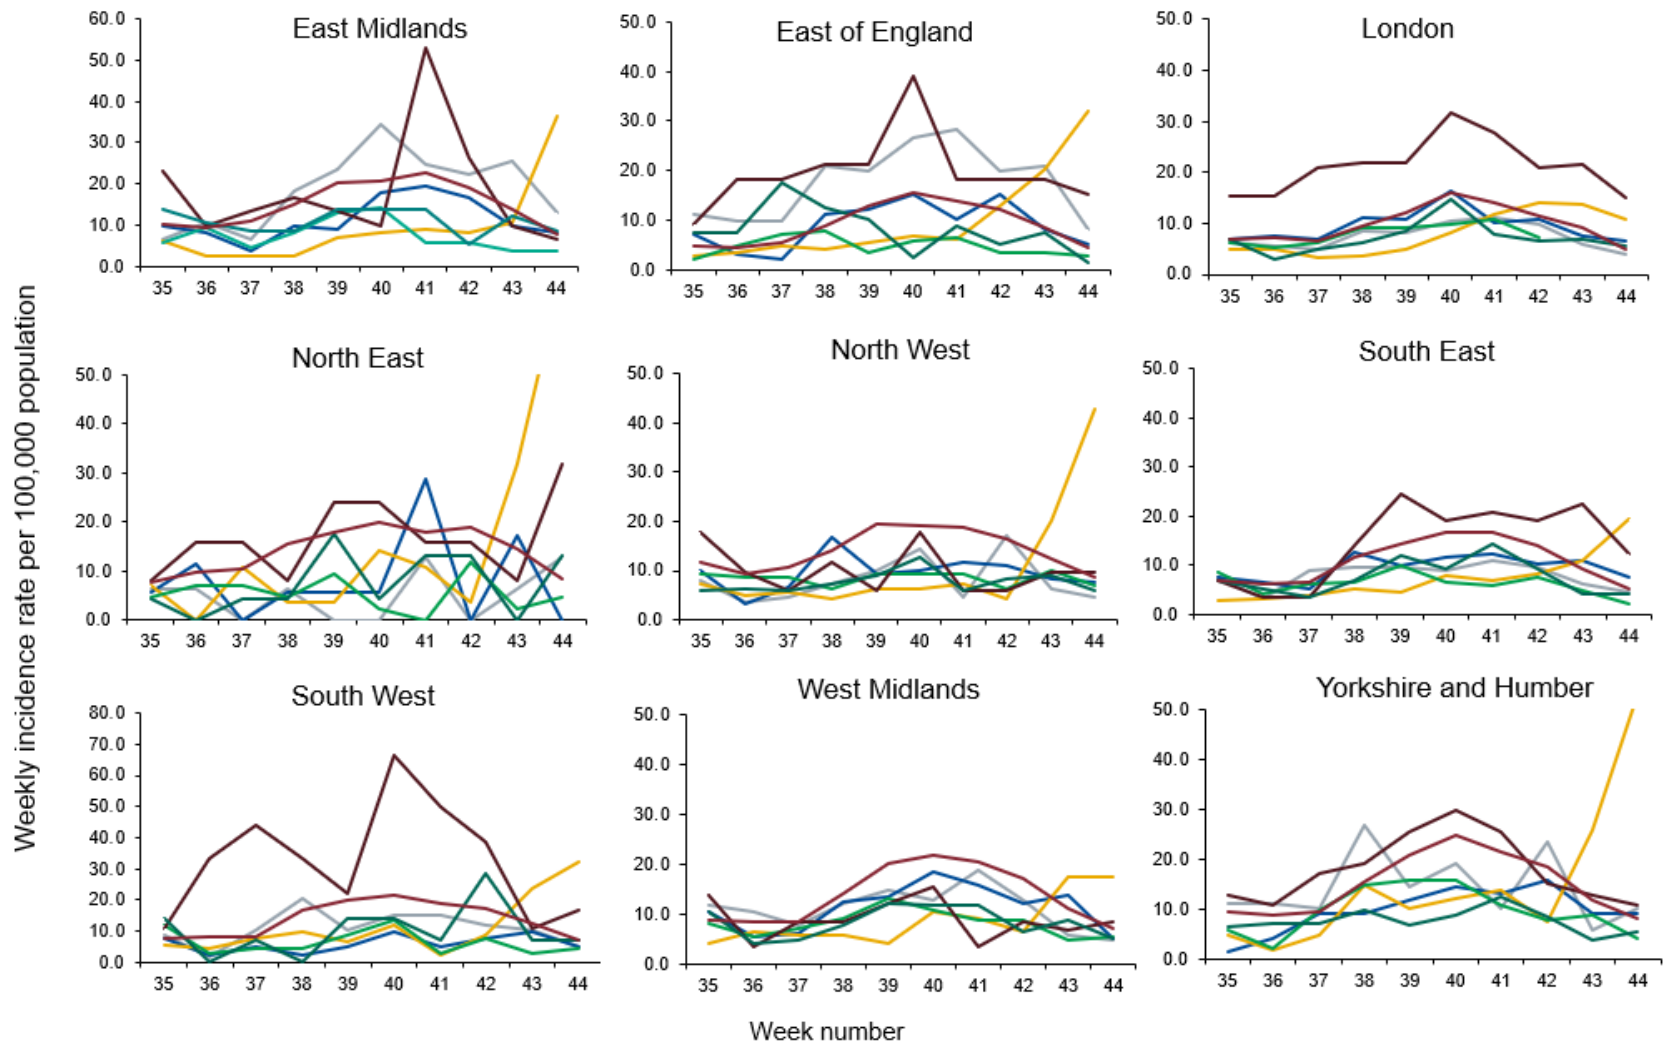 East Midlands
60.0
50.0
40.0
30.0
20.0
10.0
0.0
35 36 37 38 39 40 41 42 43 44
East of England
50.0
40.0
30.0
20.0
10.0
0.0
35 36 37 38 39 40 41 42 43 44
London
50.0
40.0
30.0
20.0
10.0
0.0
35 36 37 38 39 40 41 42 43 44
Weekly incidence rate per 100,000 population
North East
50.0
40.0
30.0
20.0
10.0
0.0
35 36 37 38 39 40 41 42 43 44
North West
50.0
40.0
30.0
20.0
10.0
0.0
35 36 37 38 39 40 41 42 43 44
South East
50.0
40.0
30.0
20.0
10.0
0.0
35 36 37 38 39 40 41 42 43 44
South West
80.0
70.0
60.0
50.0
40.0
30.0
20.0
10.0
0.0
35 36 37 38 39 40 41 42 43 44
West Midlands
50.0
40.0
30.0
20.0
10.0
0.0
35 36 37 38 39 40 41 42 43 44
Yorkshire and Humber
50.0
40.0
30.0
20.0
10.0
0.0
35 36 37 38 39 40 41 42 43 44
Week number